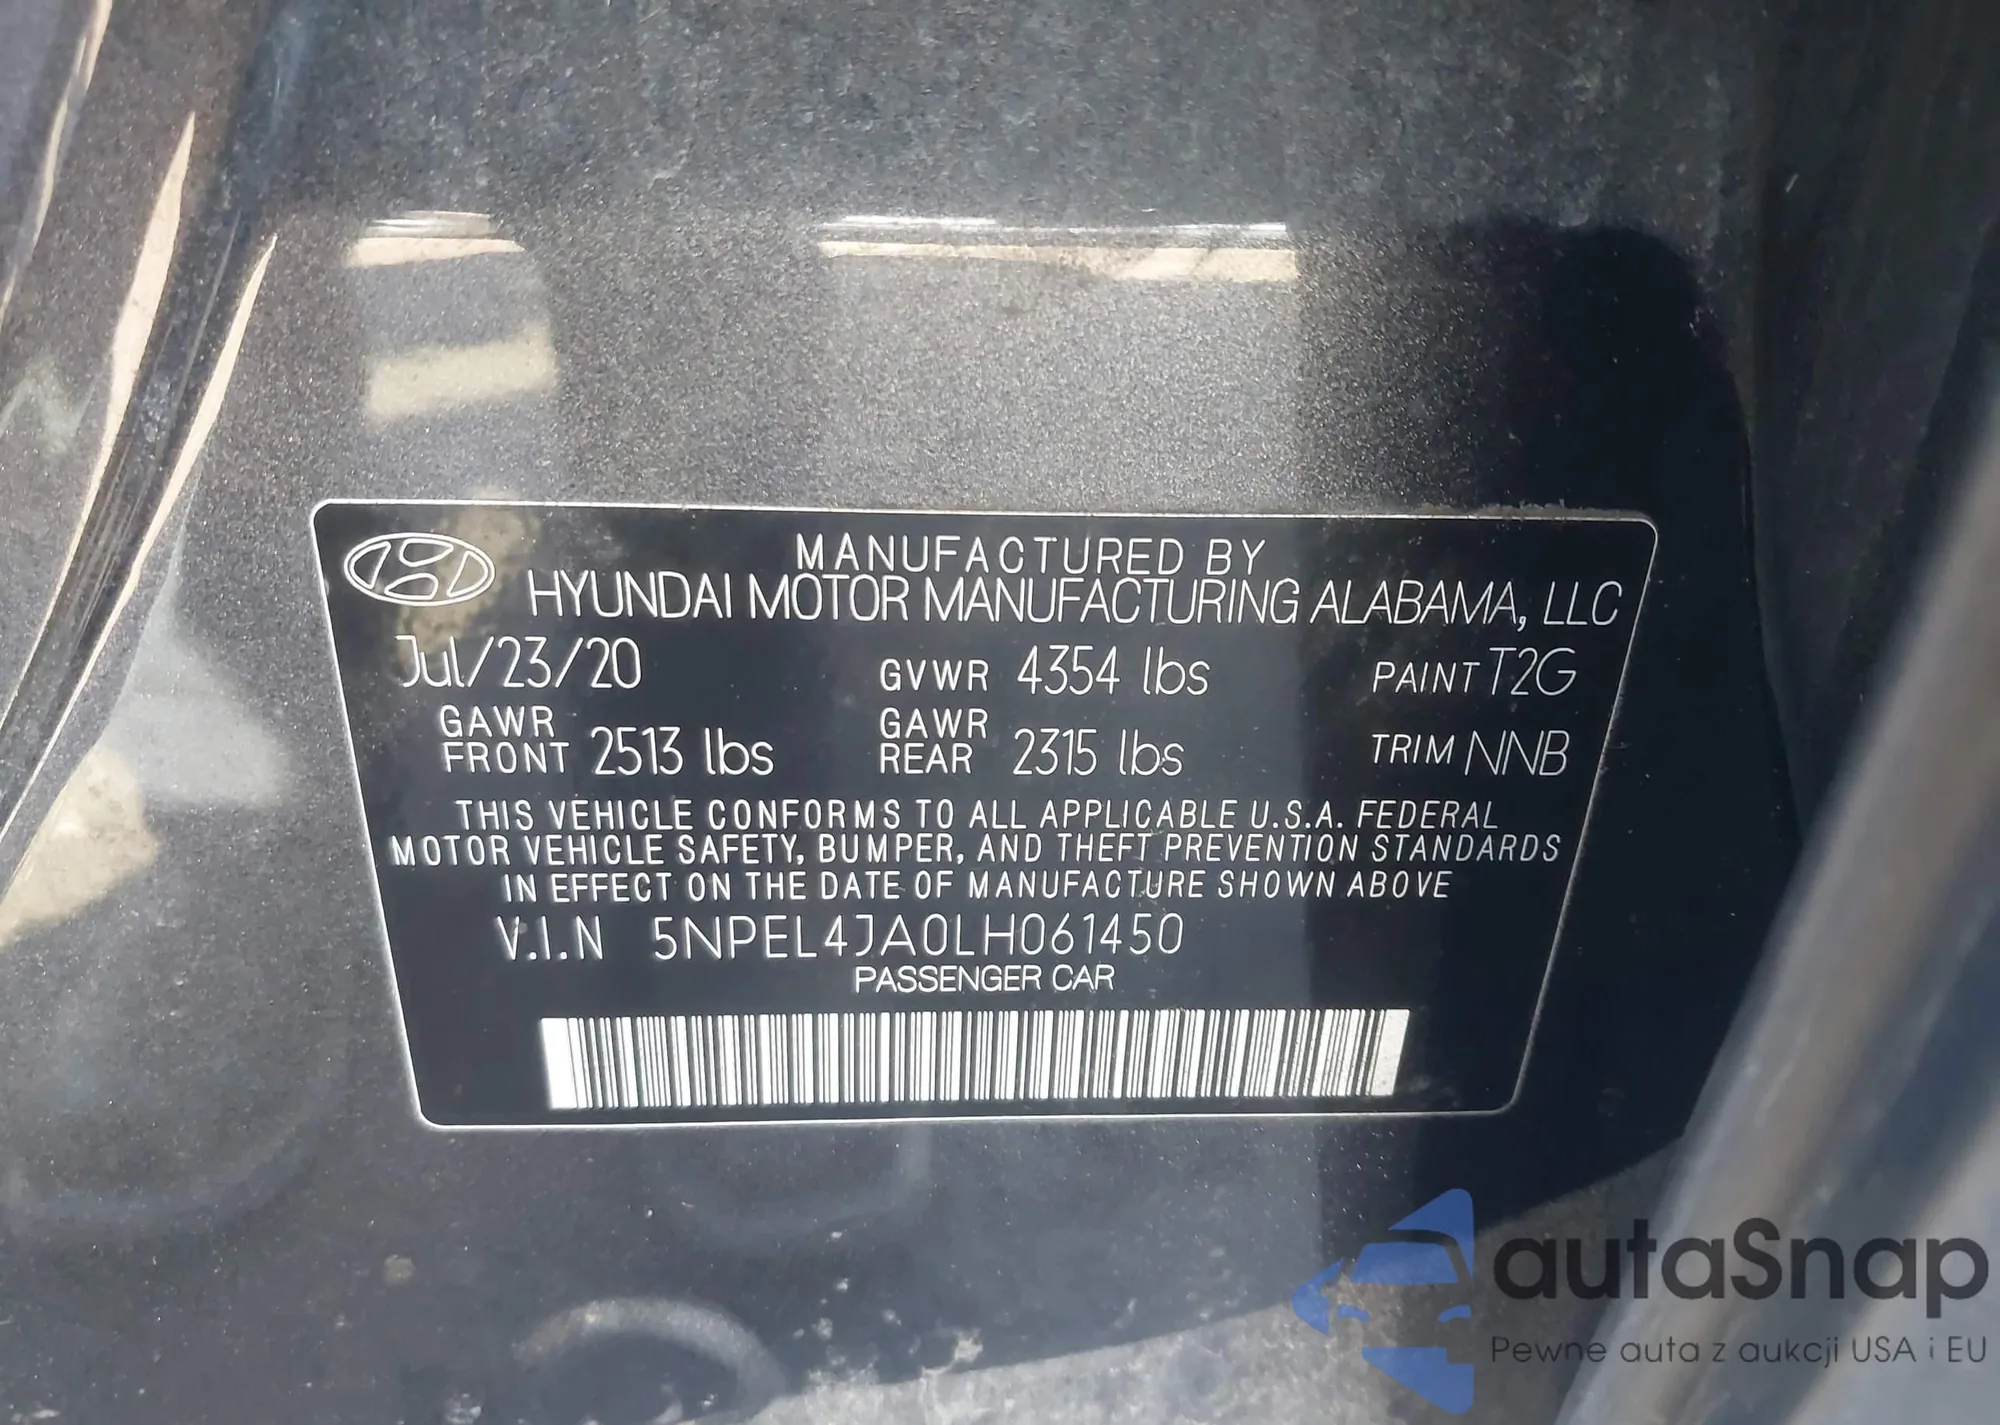 MANUFACTURED BY
HYUNDAI MOTOR MANUFACTURING ALABAMA, LLC
Jul/23/20 GVWR 4354 lbs PAINT T2G
GAWR FRONT 2513 lbs GAWR REAR 2315 lbs TRIM NNB
THIS VEHICLE CONFORMS TO ALL APPLICABLE U.S.A. FEDERAL
MOTOR VEHICLE SAFETY, BUMPER, AND THEFT PREVENTION STANDARDS
IN EFFECT ON THE DATE OF MANUFACTURE SHOWN ABOVE
V.I.N 5NPEL4JA0LH061450
PASSENGER CAR
autaSnap
Pewne auta z aukcji USA i EU